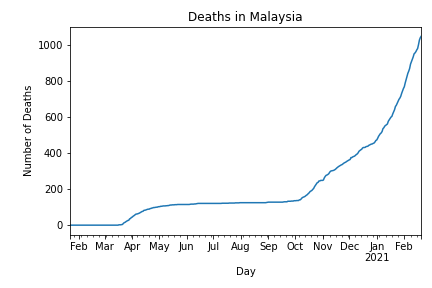 Deaths in Malaysia
1000
800
600
400
200
0
Number of Deaths
Feb Mar Apr May Jun Jul Aug Sep Oct Nov Dec Jan Feb
2021
Day